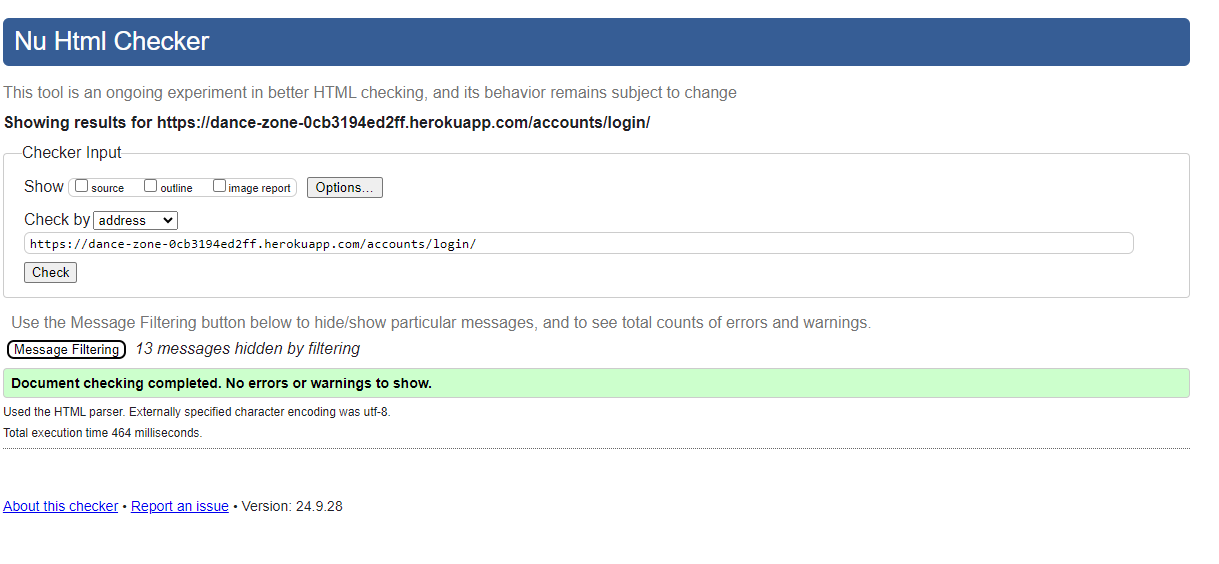 Nu Html Checker
This tool is an ongoing experiment in better HTML checking, and its behavior remains subject to change
Showing results for https://dance-zone-0cb3194ed2ff.herokuapp.com/accounts/login/
Checker Input
Show source outline image report Options...
Check by address
https://dance-zone-0cb3194ed2ff.herokuapp.com/accounts/login/
Check
Use the Message Filtering button below to hide/show particular messages, and to see total counts of errors and warnings.
Message Filtering 13 messages hidden by filtering
Document checking completed. No errors or warnings to show.
Used the HTML parser. Externally specified character encoding was utf-8.
Total execution time 464 milliseconds.
About this checker • Report an issue • Version: 24.9.28